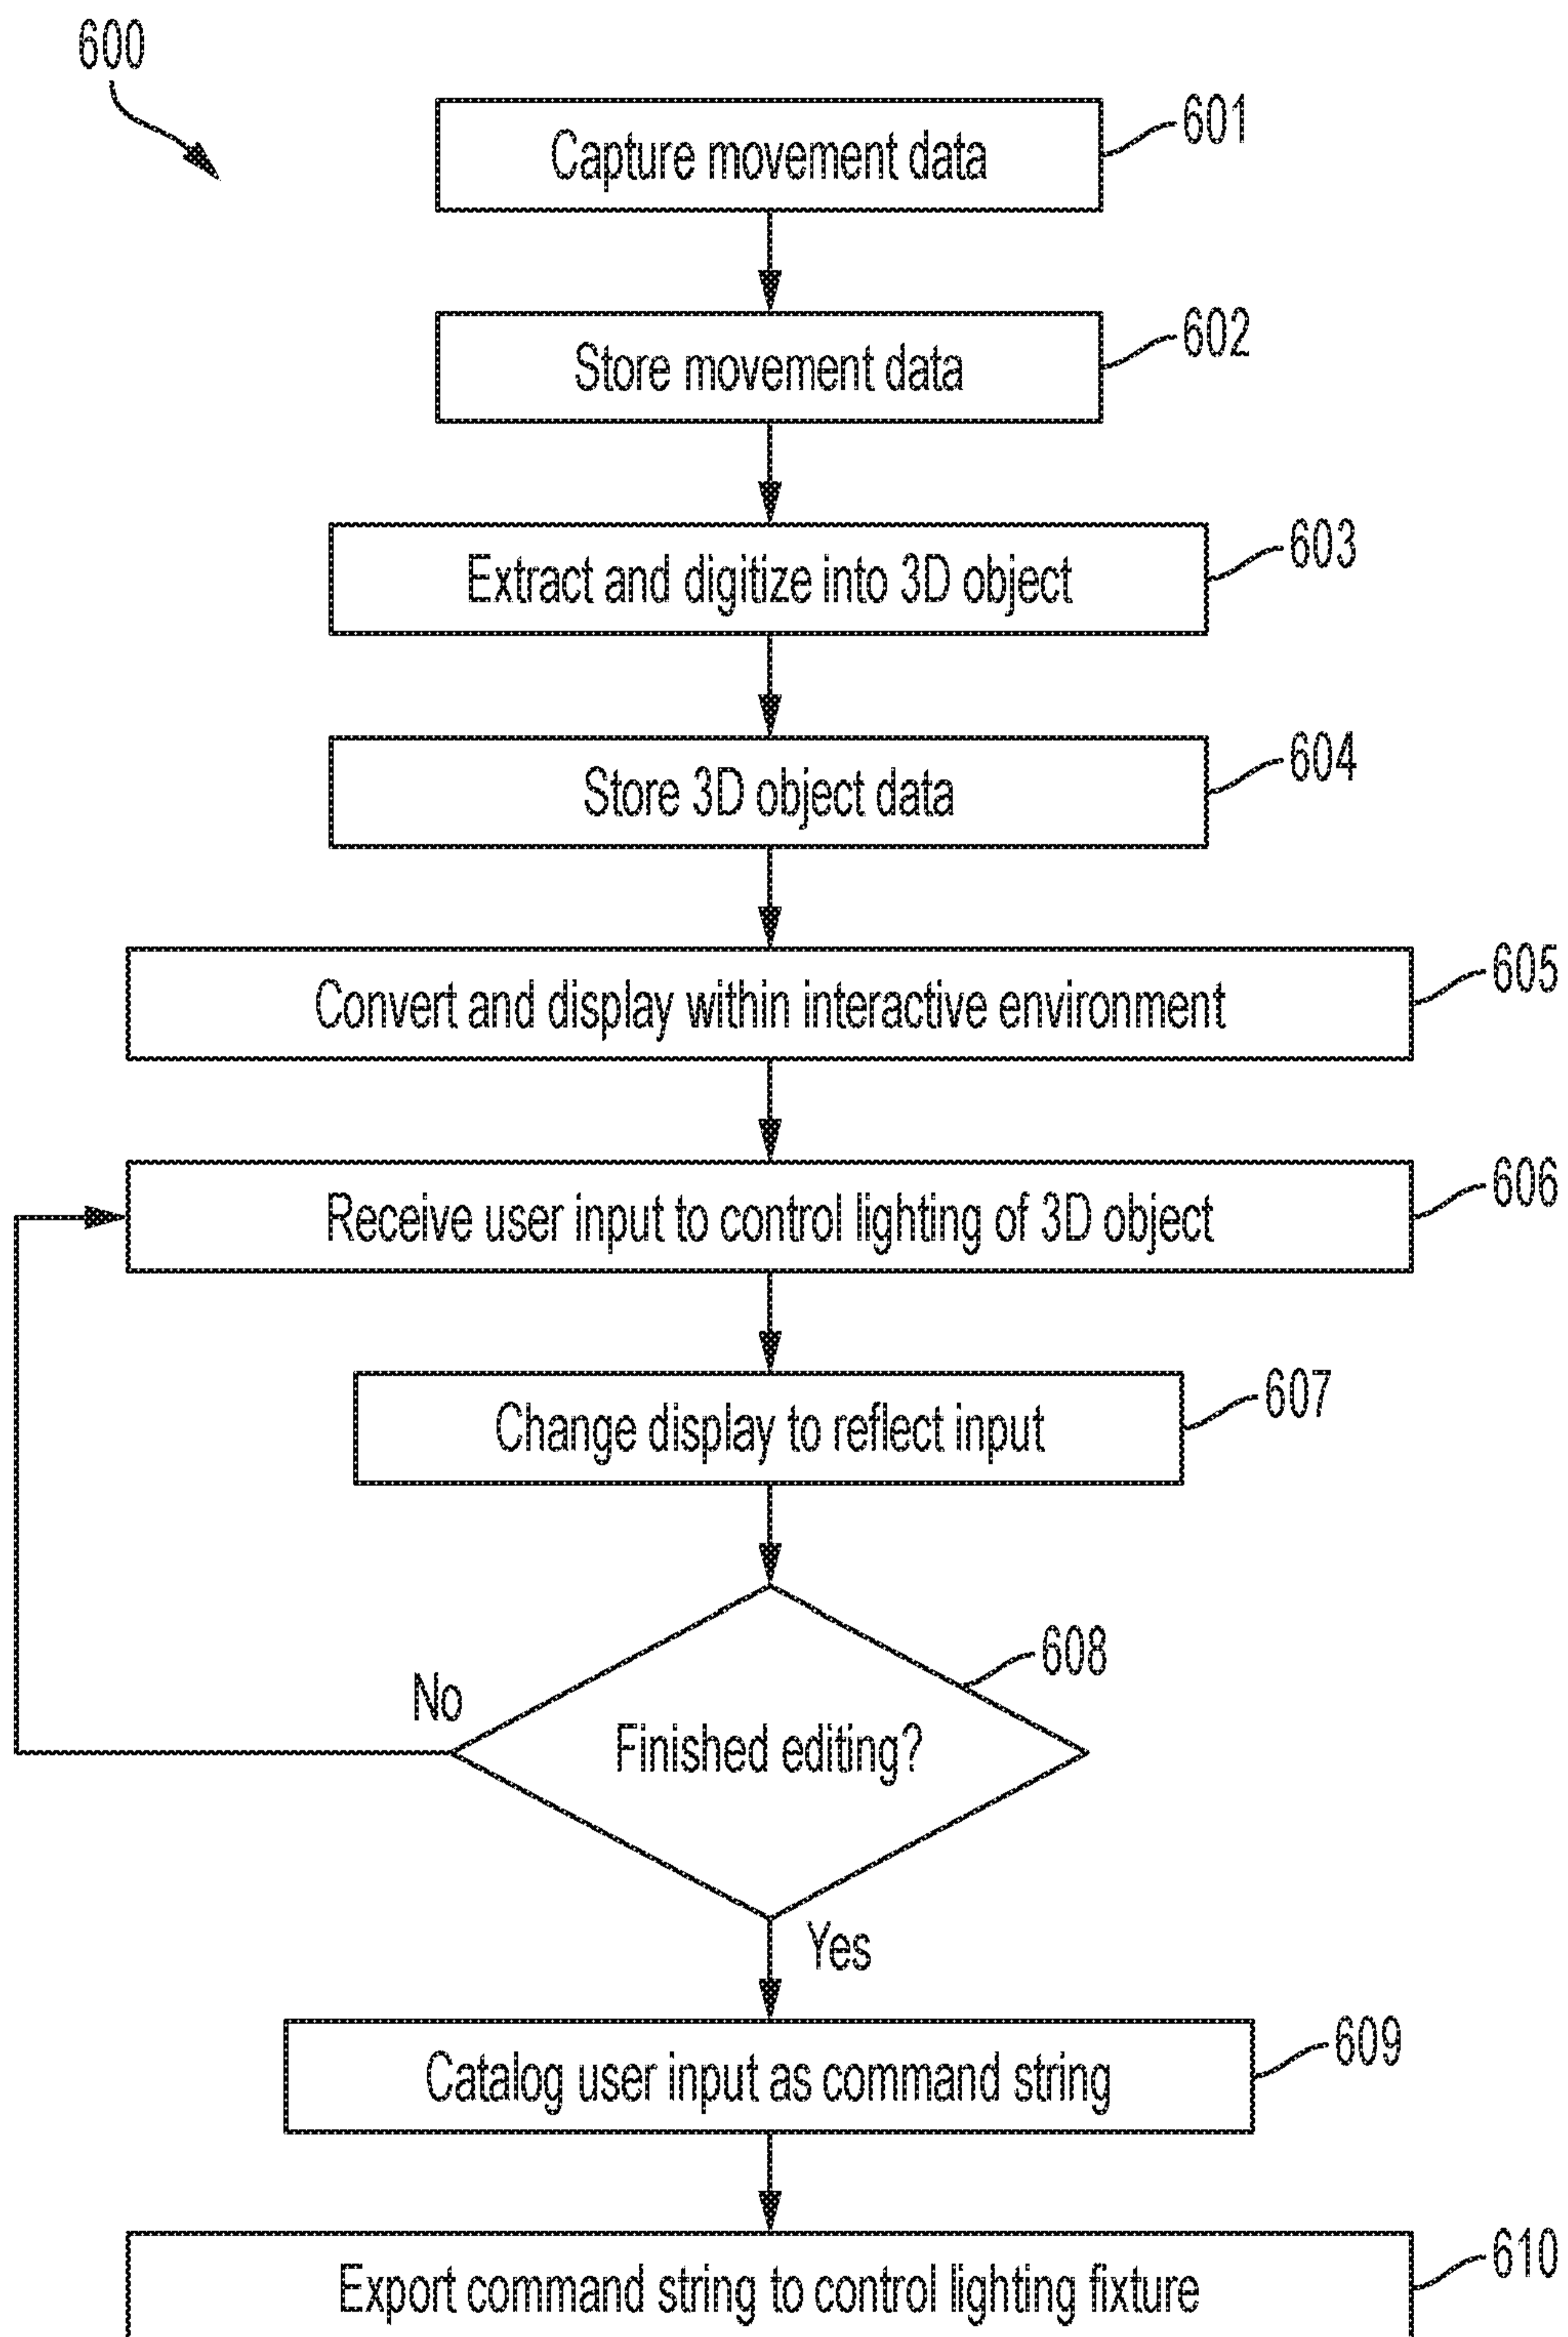 600
Capture movement data
601
Store movement data
602
Extract and digitize into 3D object
603
Store 3D object data
604
Convert and display within interactive environment
605
Receive user input to control lighting of 3D object
606
Change display to reflect input
607
608
No
Finished editing?
Yes
Catalog user input as command string
609
Export command string to control lighting fixture
610